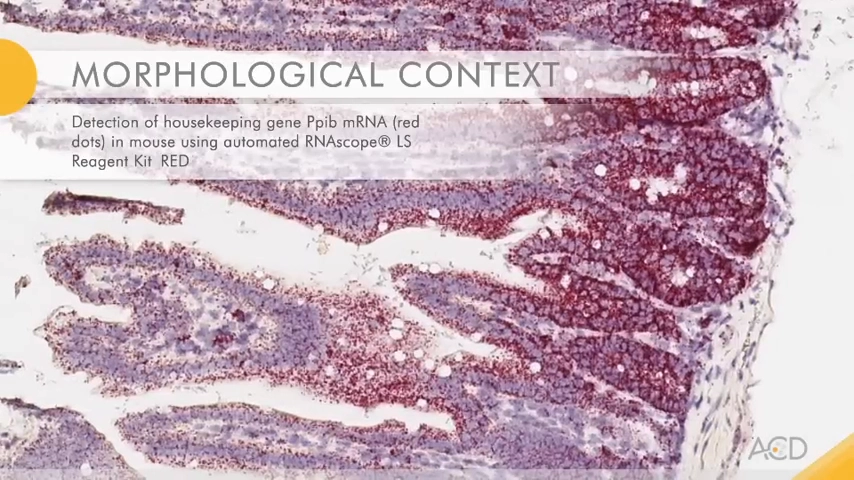 MORPHOLOGICAL CONTEXT
Detection of housekeeping gene Ppib mRNA (red
dots) in mouse using automated RNAscope® LS
Reagent Kit RED
ACD